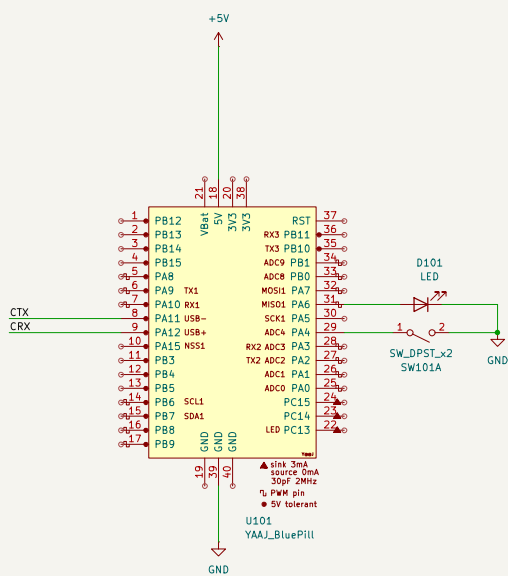 +5V
21 18 20 38
VBat 5V 3V3 3V3
1 PB12 RST 37
2 PB13 RX3 PB11 36
3 PB14 TX3 PB10 35
4 PB15 ADC9 PB1 34
5 PA8 ADC8 PB0 33
6 PA9 TX1 MOSI1 PA7 32
7 PA10 RX1 MISO1 PA6 31
CTX 8 PA11 USB- SCK1 PA5 30
CRX 9 PA12 USB+ ADC4 PA4 29
10 PA15 NSS1 RX2 ADC3 PA3 28
11 PB3 TX2 ADC2 PA2 27
12 PB4 ADC1 PA1 26
13 PB5 ADC0 PA0 25
14 PB6 SCL1 PC15 24
15 PB7 SDA1 PC14 23
16 PB8 LED PC13 22
17 PB9
GND GND GND
19 39 40
Yaaj
sink 3mA
source 0mA
30pF 2MHz
PWM pin
5V tolerant
U101
YAAJ_BluePill
GND
D101
LED
1 2
SW_DPST_x2
SW101A
GND